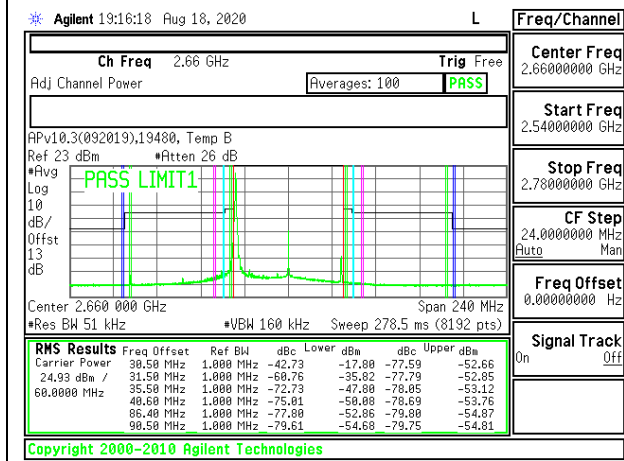 Agilent 19:16:18 Aug 18, 2020 L
Ch Freq 2.66 GHz Trig Free
Adj Channel Power Averages: 100 PASS
APv10.3(092019),19480, Temp B
Ref 23 dBm #Atten 26 dB
#Avg
Log
10
dB/
Offst
13
dB
PASS LIMIT1
Center 2.660 000 GHz Span 240 MHz
#Res BW 51 kHz #VBW 160 kHz Sweep 278.5 ms (8192 pts)
RMS Results Freq Offset Ref BW dBc Lower dBm dBc Upper dBm
Carrier Power 30.50 MHz 1.000 MHz -42.73 -17.80 -77.59 -52.66
24.93 dBm / 31.50 MHz 1.000 MHz -60.76 -35.82 -77.79 -52.85
60.0000 MHz 35.50 MHz 1.000 MHz -72.73 -47.80 -78.05 -53.12
40.60 MHz 1.000 MHz -75.01 -50.08 -78.69 -53.76
86.40 MHz 1.000 MHz -77.80 -52.86 -79.80 -54.87
90.50 MHz 1.000 MHz -79.61 -54.68 -79.75 -54.81
Copyright 2000-2010 Agilent Technologies
Freq/Channel
Center Freq
2.66000000 GHz
Start Freq
2.54000000 GHz
Stop Freq
2.78000000 GHz
CF Step
24.0000000 MHz
Auto Man
Freq Offset
0.00000000 Hz
Signal Track
On Off